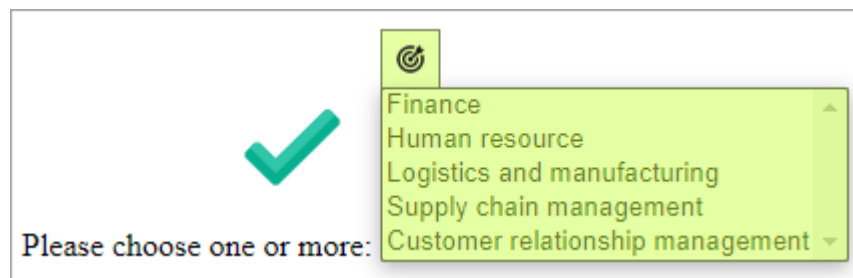 Finance
Human resource
Logistics and manufacturing
Supply chain management
Please choose one or more: Customer relationship management